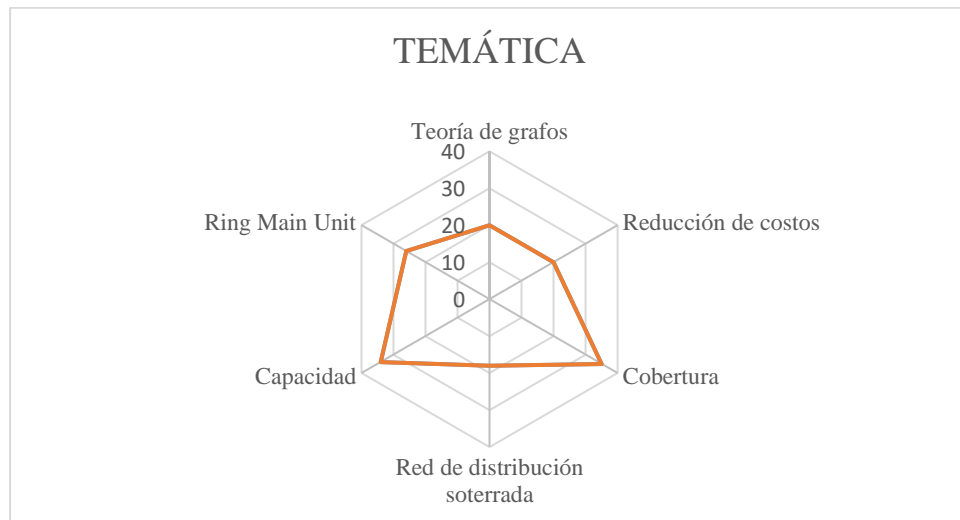 TEMÁTICA
Teoría de grafos
40
30
20
10
0
Ring Main Unit
Reducción de costos
Capacidad
Cobertura
Red de distribución
soterrada